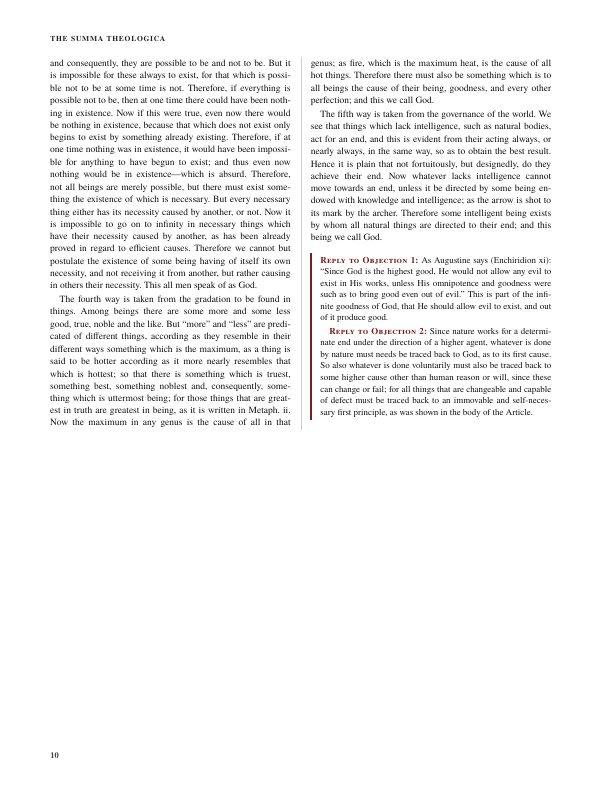 THE SUMMA THEOLOGICA
and consequently, they are possible to be and not to be. But it
is impossible for these always to exist, for that which is possi-
ble not to be at some time is not. Therefore, if everything is
possible not to be, then at one time there could have been noth-
ing in existence. Now if this were true, even now there would
be nothing in existence, because that which does not exist only
begins to exist by something already existing. Therefore, if at
one time nothing was in existence, it would have been impossi-
ble for anything to have begun to exist; and thus even now
nothing would be in existence—which is absurd. Therefore,
not all beings are merely possible, but there must exist some-
thing the existence of which is necessary. But every necessary
thing either has its necessity caused by another, or not. Now it
is impossible to go on to infinity in necessary things which
have their necessity caused by another, as has been already
proved in regard to efficient causes. Therefore we cannot but
postulate the existence of some being having of itself its own
necessity, and not receiving it from another, but rather causing
in others their necessity. This all men speak of as God.
The fourth way is taken from the gradation to be found in
things. Among beings there are some more and some less
good, true, noble and the like. But “more” and “less” are predi-
cated of different things, according as they resemble in their
different ways something which is the maximum, as a thing is
said to be hotter according as it more nearly resembles that
which is hottest; so that there is something which is truest,
something best, something noblest and, consequently, some-
thing which is uttermost being; for those things that are great-
est in truth are greatest in being, as it is written in Metaph. ii.
Now the maximum in any genus is the cause of all in that
genus; as fire, which is the maximum heat, is the cause of all
hot things. Therefore there must also be something which is to
all beings the cause of their being, goodness, and every other
perfection; and this we call God.
The fifth way is taken from the governance of the world. We
see that things which lack intelligence, such as natural bodies,
act for an end, and this is evident from their acting always, or
nearly always, in the same way, so as to obtain the best result.
Hence it is plain that not fortuitously, but designedly, do they
achieve their end. Now whatever lacks intelligence cannot
move towards an end, unless it be directed by some being en-
dowed with knowledge and intelligence; as the arrow is shot to
its mark by the archer. Therefore some intelligent being exists
by whom all natural things are directed to their end; and this
being we call God.
REPLY TO OBJECTION 1: As Augustine says (Enchiridion xi):
“Since God is the highest good, He would not allow any evil to
exist in His works, unless His omnipotence and goodness were
such as to bring good even out of evil.” This is part of the infi-
nite goodness of God, that He should allow evil to exist, and out
of it produce good.
REPLY TO OBJECTION 2: Since nature works for a determi-
nate end under the direction of a higher agent, whatever is done
by nature must needs be traced back to God, as to its first cause.
So also whatever is done voluntarily must also be traced back to
some higher cause other than human reason or will, since these
can change or fail; for all things that are changeable and capable
of defect must be traced back to an immovable and self-neces-
sary first principle, as was shown in the body of the Article.
10